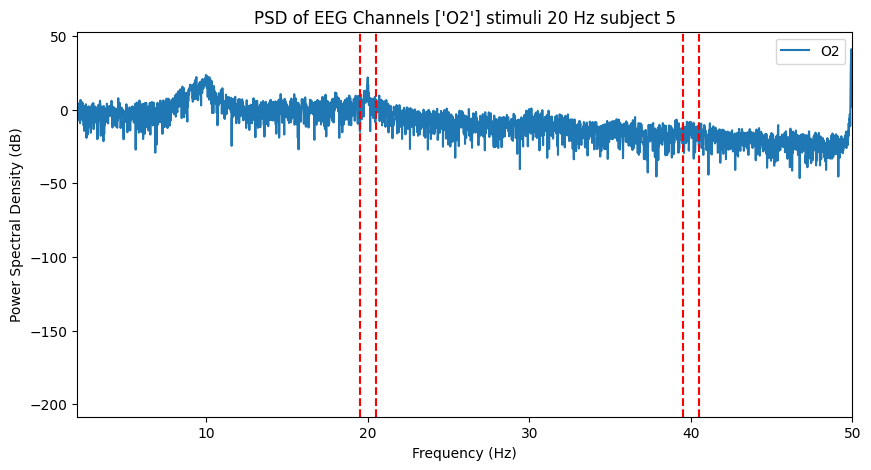 PSD of EEG Channels ['O2'] stimuli 20 Hz subject 5
O2
50
0
−50
−100
−150
−200
Power Spectral Density (dB)
10
20
30
40
50
Frequency (Hz)